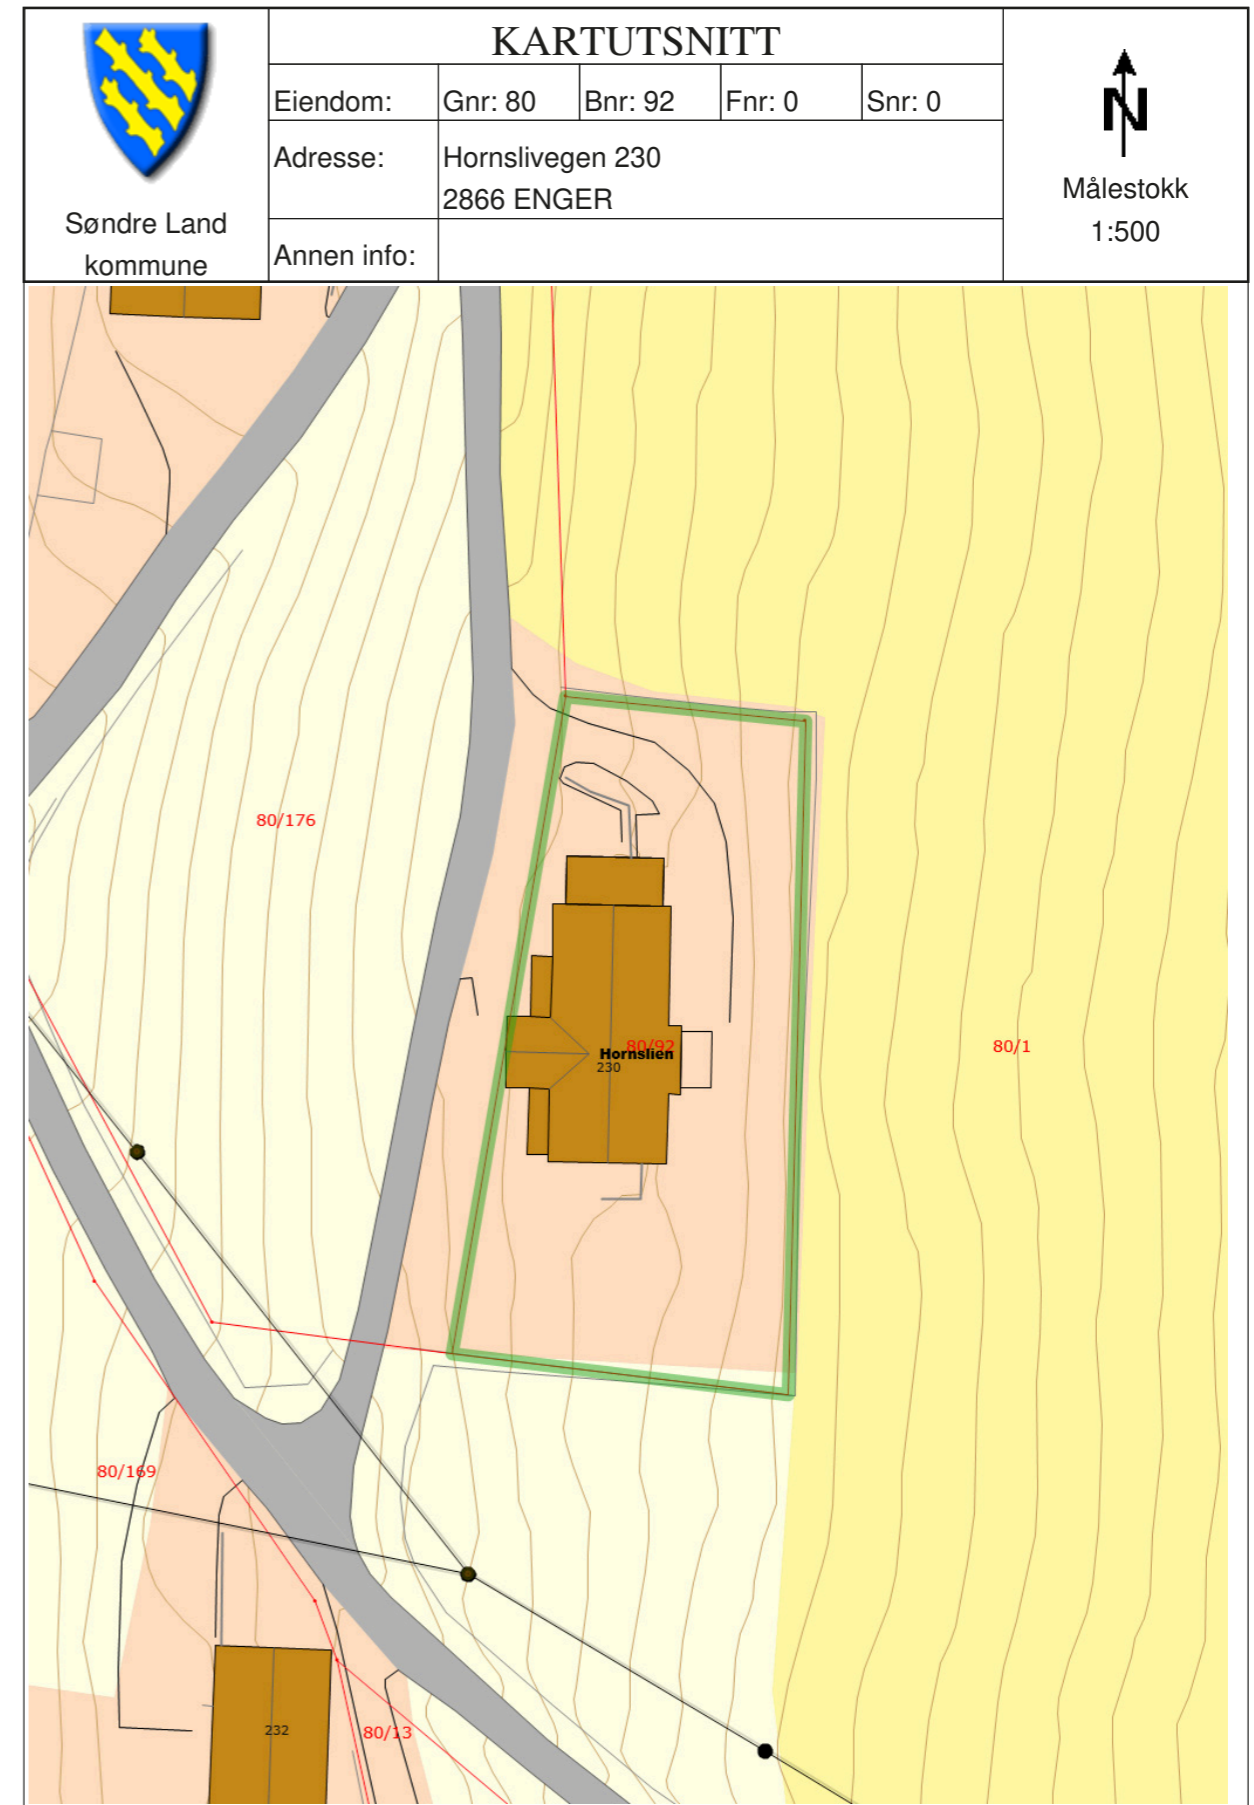 Søndre Land
kommune
KARTUTSNITT
Eiendom: Gnr: 80 Bnr: 92 Fnr: 0 Snr: 0
Adresse: Hornslivegen 230
2866 ENGER
Annen info:
N
Målestokk
1:500
80/176
80/92
Hornslien
230
80/1
80/169
232
80/13